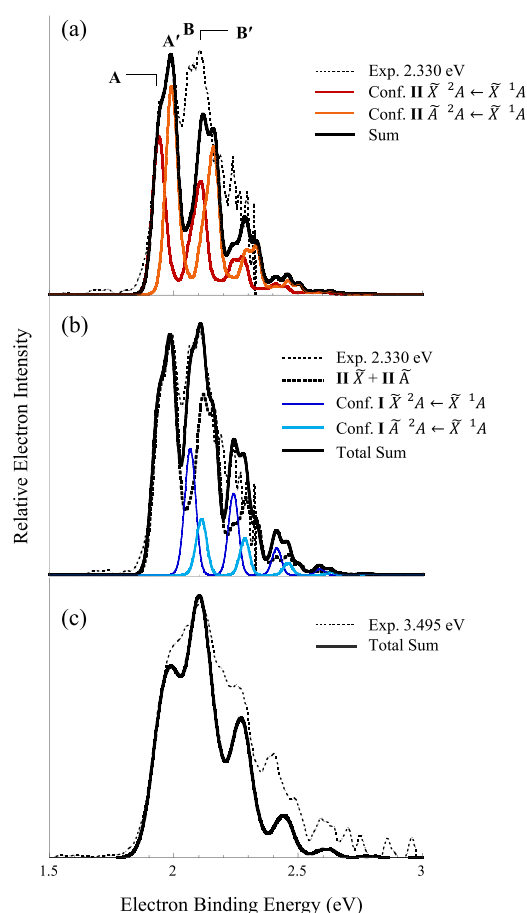 (a)
A
A′
B
B′
Exp. 2.330 eV
Conf. II X̃ ²A ← X̃ ¹A
Conf. II Ã ²A ← X̃ ¹A
Sum
(b)
Exp. 2.330 eV
II X̃ + II Ã
Conf. I X̃ ²A ← X̃ ¹A
Conf. I Ã ²A ← X̃ ¹A
Total Sum
(c)
Exp. 3.495 eV
Total Sum
Relative Electron Intensity
1.5 2 2.5 3
Electron Binding Energy (eV)